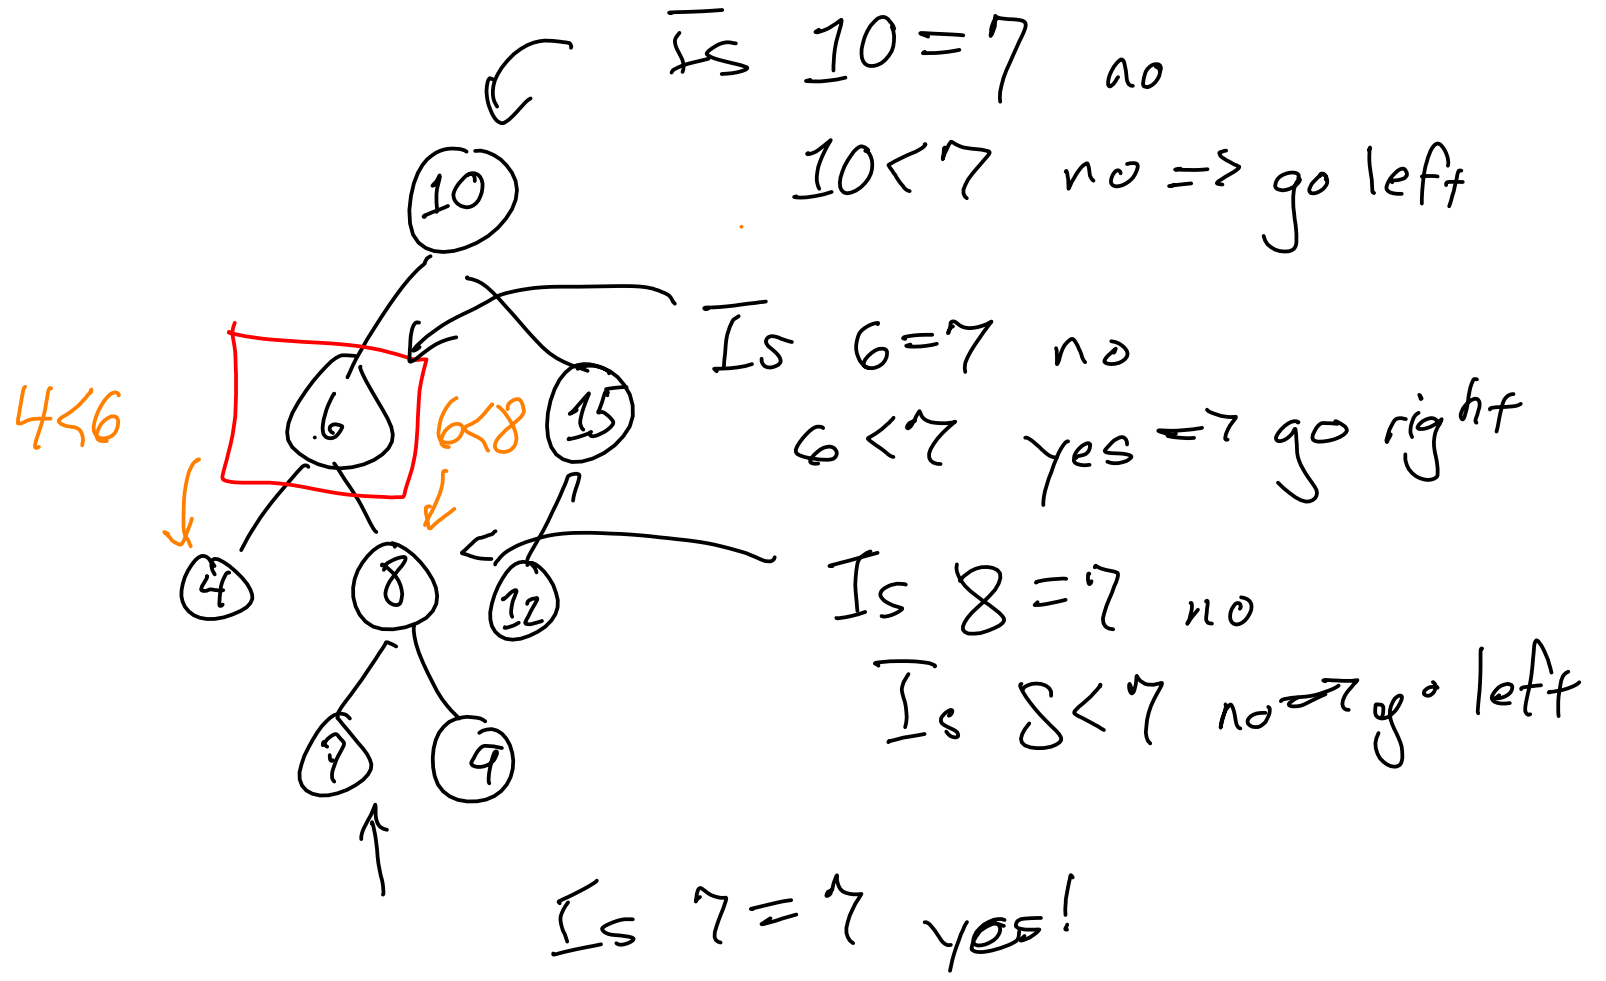 Is 10 = 7 no
10 < 7 no => go left
10
Is 6 = 7 no
4 < 6
6
6 < 8
15
6 < 7 yes => go right
4
8
12
Is 8 = 7 no
Is 8 < 7 no → go left
7
9
Is 7 = 7 yes!